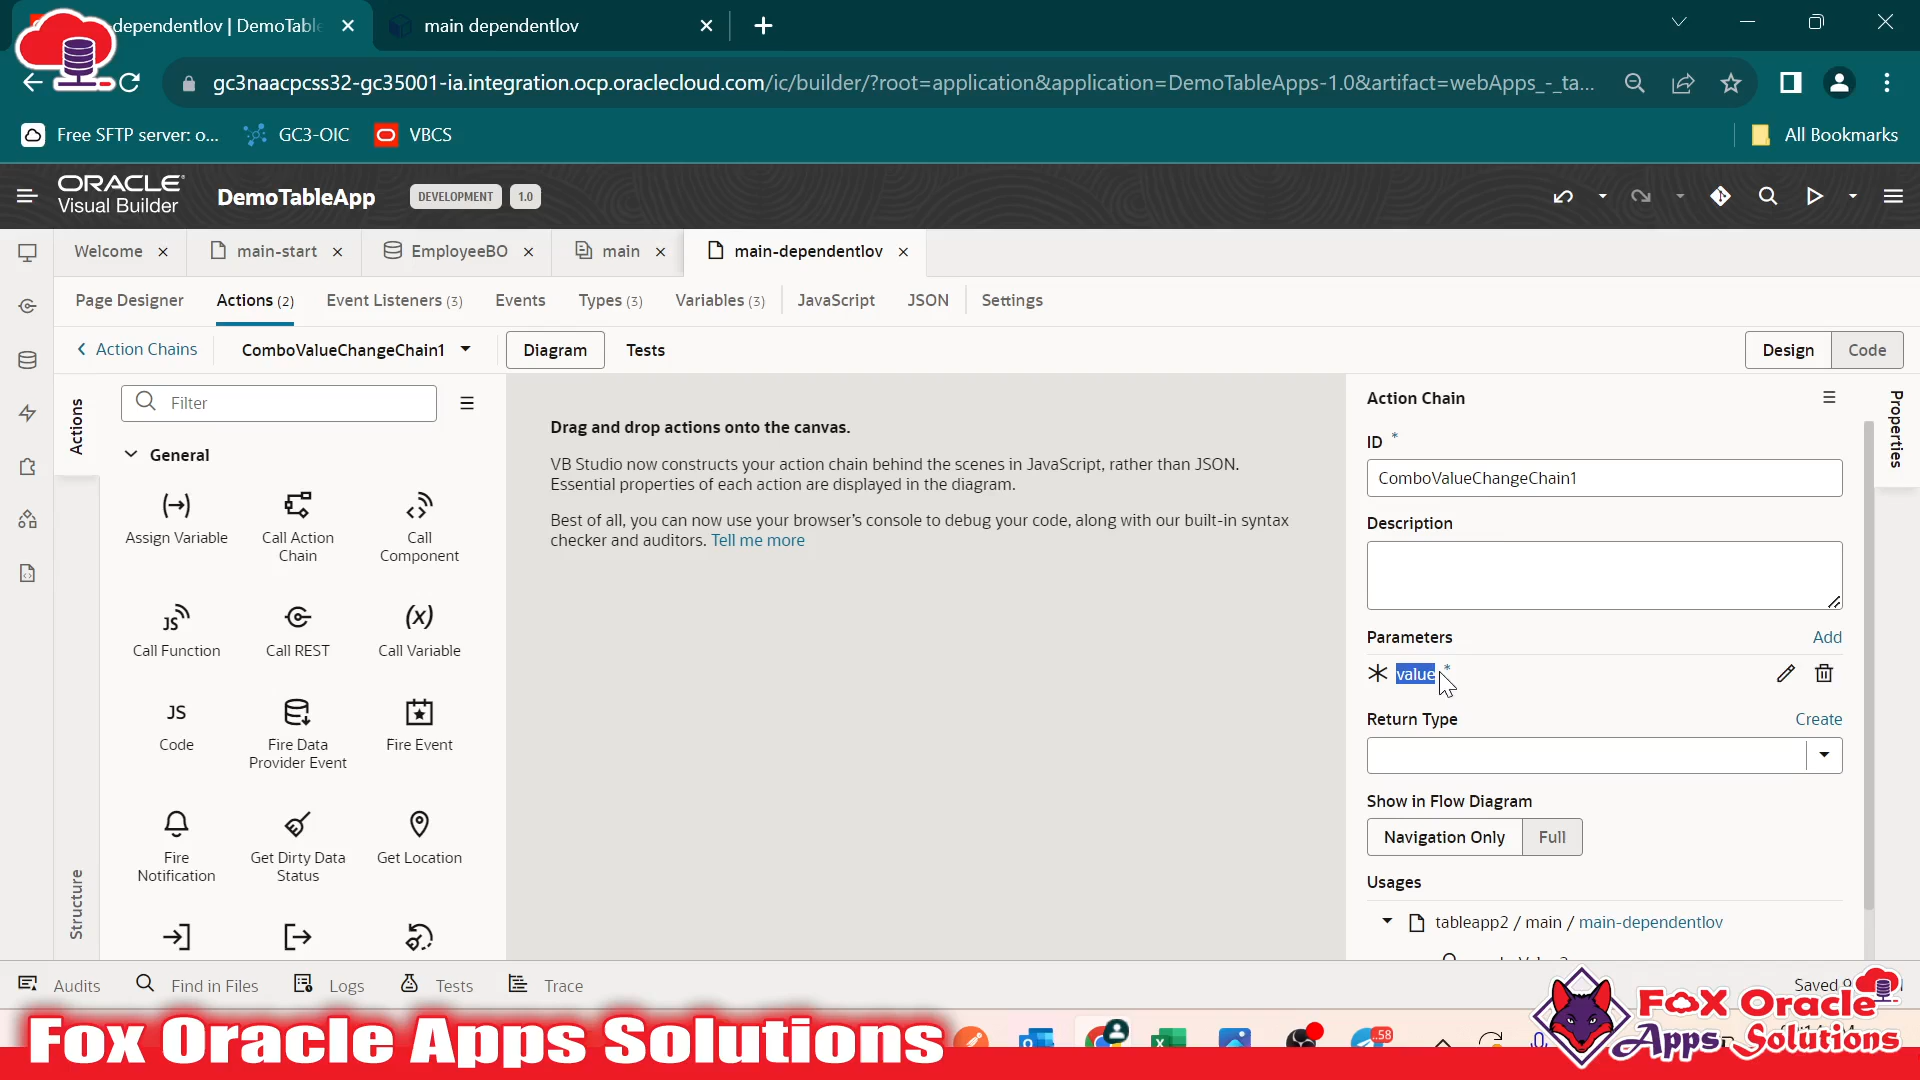 dependentlov | DemoTable
main dependentlov
gc3naacpcss32-gc35001-ia.integration.ocp.oraclecloud.com/ic/builder/?root=application&application=DemoTableApps-1.0&artifact=webApps_-_ta...
Free SFTP server: o...
GC3-OIC
VBCS
All Bookmarks
ORACLE
Visual Builder
DemoTableApp
DEVELOPMENT
1.0
Welcome
main-start
EmployeeBO
main
main-dependentlov
Page Designer
Actions (2)
Event Listeners (3)
Events
Types (3)
Variables (3)
JavaScript
JSON
Settings
Action Chains
ComboValueChangeChain1
Diagram
Tests
Design
Code
Actions
Structure
Filter
General
Assign Variable
Call Action
Chain
Call
Component
Call Function
Call REST
Call Variable
JS
Code
Fire Data
Provider Event
Fire Event
Fire
Notification
Get Dirty Data
Status
Get Location
Drag and drop actions onto the canvas.
VB Studio now constructs your action chain behind the scenes in JavaScript, rather than JSON.
Essential properties of each action are displayed in the diagram.
Best of all, you can now use your browser's console to debug your code, along with our built-in syntax
checker and auditors. Tell me more
Action Chain
Properties
ID *
ComboValueChangeChain1
Description
Parameters
Add
value *
Return Type
Create
Show in Flow Diagram
Navigation Only
Full
Usages
tableapp2 / main / main-dependentlov
Audits
Find in Files
Logs
Tests
Trace
Saved
Fox Oracle Apps Solutions
58
Fox Oracle
Apps Solutions